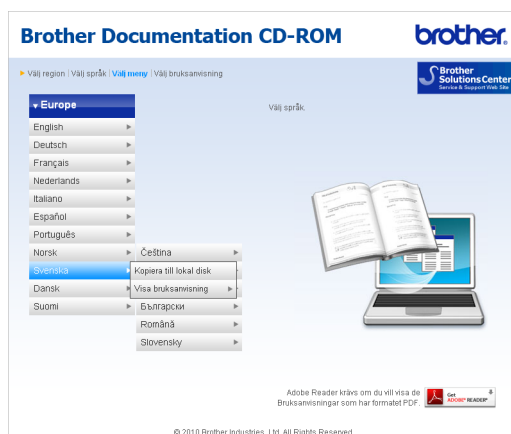 Brother Documentation CD-ROM
brother.
Välj region | Välj språk | Välj meny | Välj bruksanvisning
Brother
Solutions Center
Service & Support Web Site
Europe
Välj språk.
English
Deutsch
Français
Nederlands
Italiano
Español
Português
Norsk
Čeština
Svenska
Kopiera till lokal disk
Dansk
Visa bruksanvisning
Suomi
Български
Română
Slovensky
Adobe Reader krävs om du vill visa de
Bruksanvisningar som har formatet PDF.
Get
ADOBE® READER®
© 2010 Brother Industries, Ltd. All Rights Reserved.